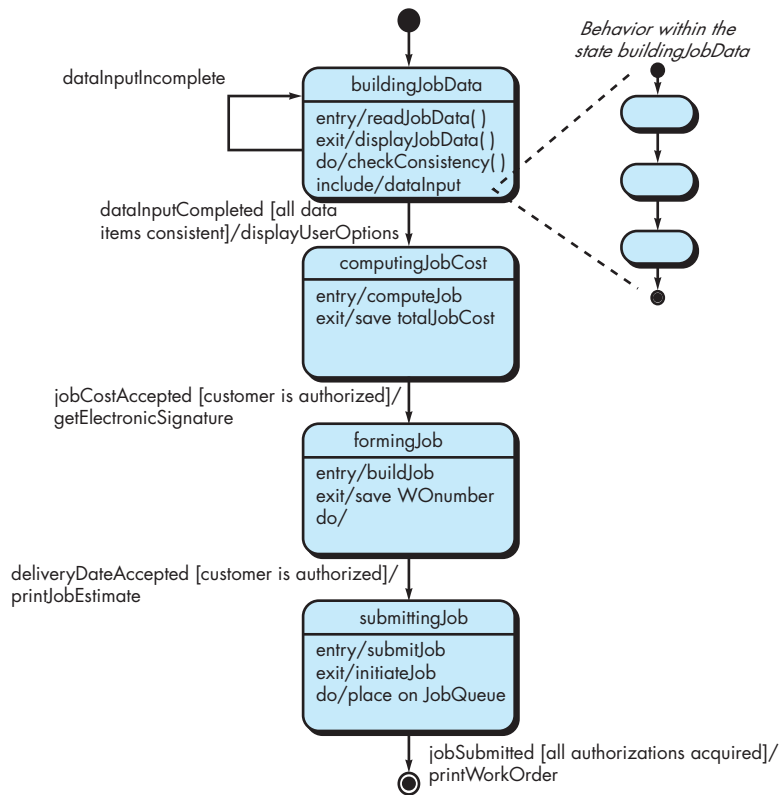 Behavior within the
state buildingJobData
dataInputIncomplete
buildingJobData
entry/readJobData( )
exit/displayJobData( )
do/checkConsistency( )
include/dataInput
dataInputCompleted [all data
items consistent]/displayUserOptions
computingJobCost
entry/computeJob
exit/save totalJobCost
jobCostAccepted [customer is authorized]/
getElectronicSignature
formingJob
entry/buildJob
exit/save WOnumber
do/
deliveryDateAccepted [customer is authorized]/
printJobEstimate
submittingJob
entry/submitJob
exit/initiateJob
do/place on JobQueue
jobSubmitted [all authorizations acquired]/
printWorkOrder